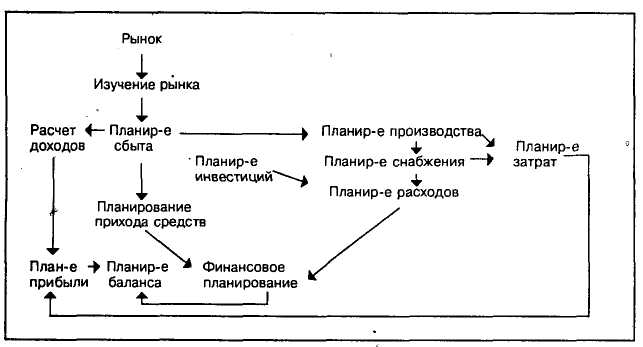 Рынок
Изучение рынка
Расчет
доходов
Планир-е
сбыта
Планир-е производства
Планир-е
затрат
Планир-е
инвестиций
Планир-е снабжения
Планир-е расходов
Планирование
прихода средств
План-е
прибыли
Планир-е
баланса
Финансовое
планирование